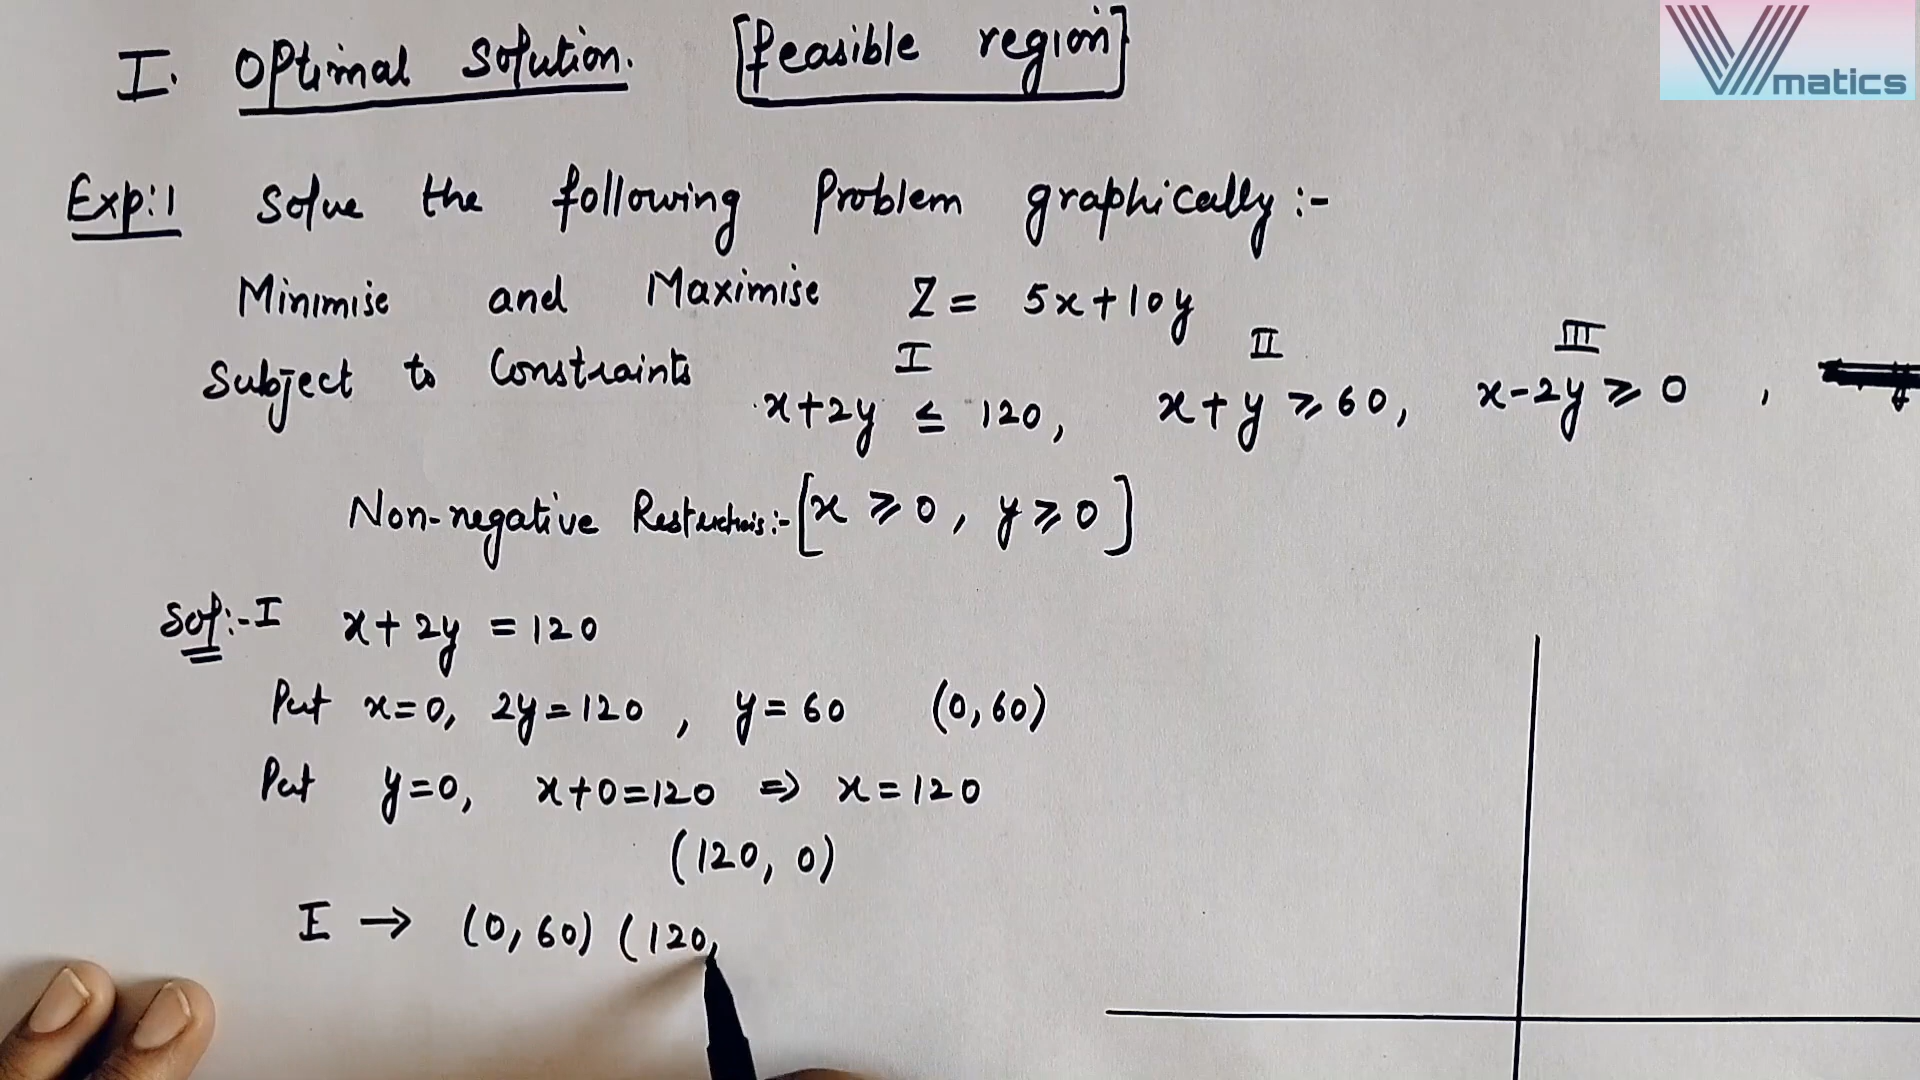 I. Optimal Solution. [feasible region]
Vmatics
Exp:1 Solve the following Problem graphically :-
Minimise and Maximise Z = 5x+10y
Subject to Constraints
I II III
x+2y ≤ 120, x+y ≥ 60, x-2y ≥ 0 ,
Non-negative :- [x ≥ 0, y ≥ 0]
Sol:- I x+2y = 120
Put x=0, 2y=120 , y=60 (0,60)
Put y=0, x+0=120 ⇒ x=120
(120, 0)
I → (0,60) (120,